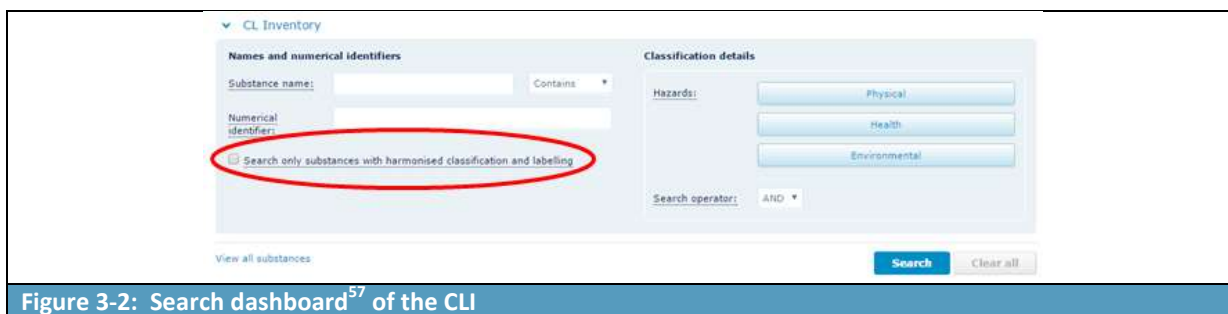 CL Inventory
Names and numerical identifiers
Substance name:
Contains
Numerical
identifier:
Search only substances with harmonised classification and labelling
Classification details
Hazards:
Physical
Health
Environmental
Search operator:
AND
View all substances
Search
Clear all
Figure 3-2: Search dashboard57 of the CLI